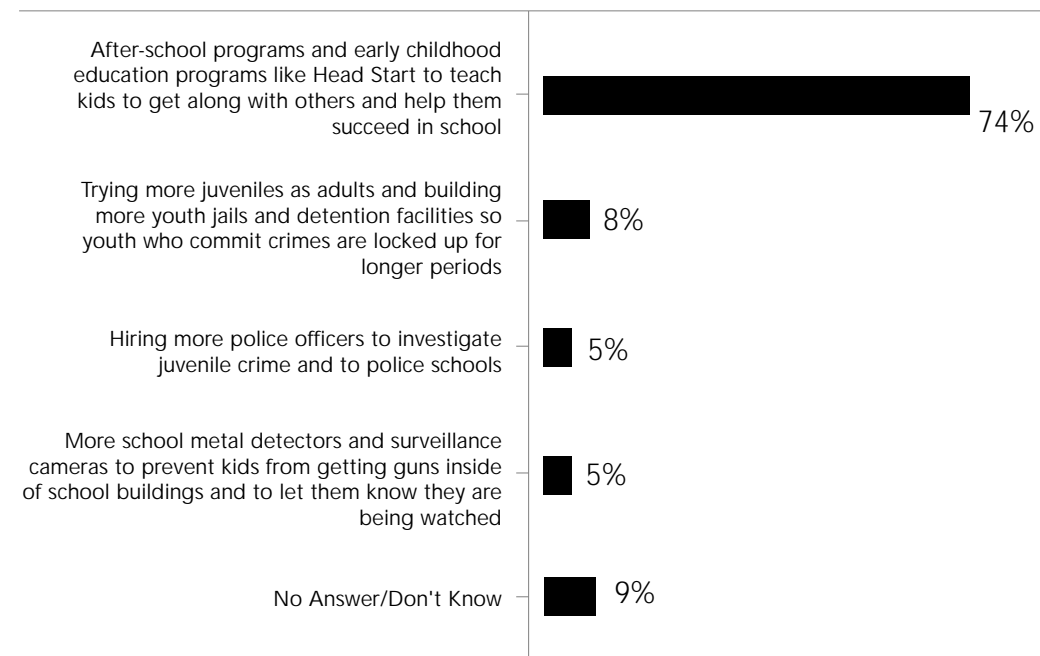 After-school programs and early childhood
education programs like Head Start to teach
kids to get along with others and help them
succeed in school
74%
Trying more juveniles as adults and building
more youth jails and detention facilities so
youth who commit crimes are locked up for
longer periods
8%
Hiring more police officers to investigate
juvenile crime and to police schools
5%
More school metal detectors and surveillance
cameras to prevent kids from getting guns inside
of school buildings and to let them know they are
being watched
5%
No Answer/Don't Know
9%